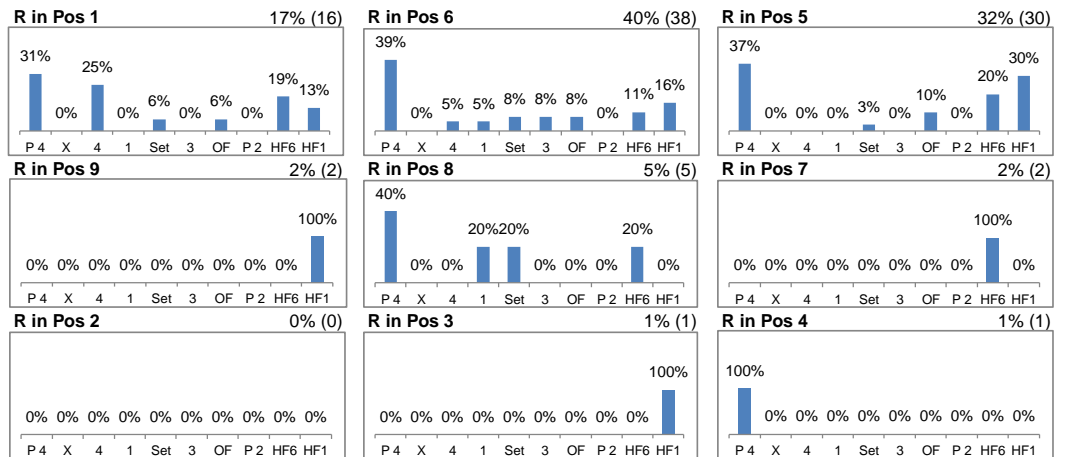 R in Pos 1 17% (16)
31% 0% 25% 0% 6% 0% 6% 0% 19% 13%
P 4 X 4 1 Set 3 OF P 2 HF6 HF1
R in Pos 6 40% (38)
39% 0% 5% 5% 8% 8% 8% 0% 11% 16%
P 4 X 4 1 Set 3 OF P 2 HF6 HF1
R in Pos 5 32% (30)
37% 0% 0% 0% 3% 0% 10% 0% 20% 30%
P 4 X 4 1 Set 3 OF P 2 HF6 HF1
R in Pos 9 2% (2)
0% 0% 0% 0% 0% 0% 0% 0% 0% 100%
P 4 X 4 1 Set 3 OF P 2 HF6 HF1
R in Pos 8 5% (5)
40% 0% 0% 20% 20% 0% 0% 0% 20% 0%
P 4 X 4 1 Set 3 OF P 2 HF6 HF1
R in Pos 7 2% (2)
0% 0% 0% 0% 0% 0% 0% 0% 100% 0%
P 4 X 4 1 Set 3 OF P 2 HF6 HF1
R in Pos 2 0% (0)
0% 0% 0% 0% 0% 0% 0% 0% 0% 0%
P 4 X 4 1 Set 3 OF P 2 HF6 HF1
R in Pos 3 1% (1)
0% 0% 0% 0% 0% 0% 0% 0% 0% 100%
P 4 X 4 1 Set 3 OF P 2 HF6 HF1
R in Pos 4 1% (1)
100% 0% 0% 0% 0% 0% 0% 0% 0% 0%
P 4 X 4 1 Set 3 OF P 2 HF6 HF1